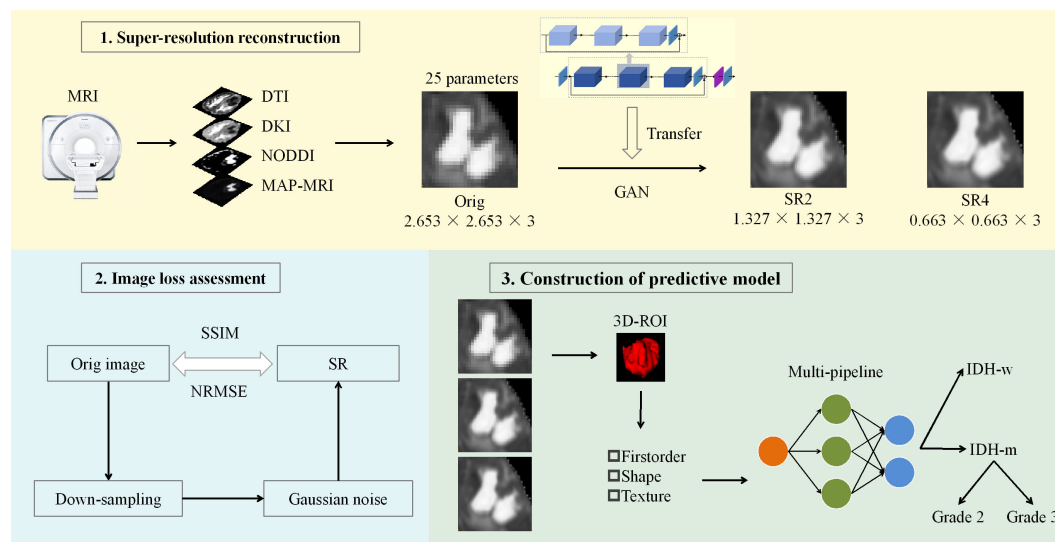 1. Super-resolution reconstruction
MRI
DTI
DKI
NODDI
MAP-MRI
25 parameters
Orig
2.653 × 2.653 × 3
Transfer
GAN
SR2
1.327 × 1.327 × 3
SR4
0.663 × 0.663 × 3
2. Image loss assessment
Orig image
SSIM
NRMSE
SR
Down-sampling
Gaussian noise
3. Construction of predictive model
3D-ROI
Firstorder
Shape
Texture
Multi-pipeline
IDH-w
IDH-m
Grade 2
Grade 3